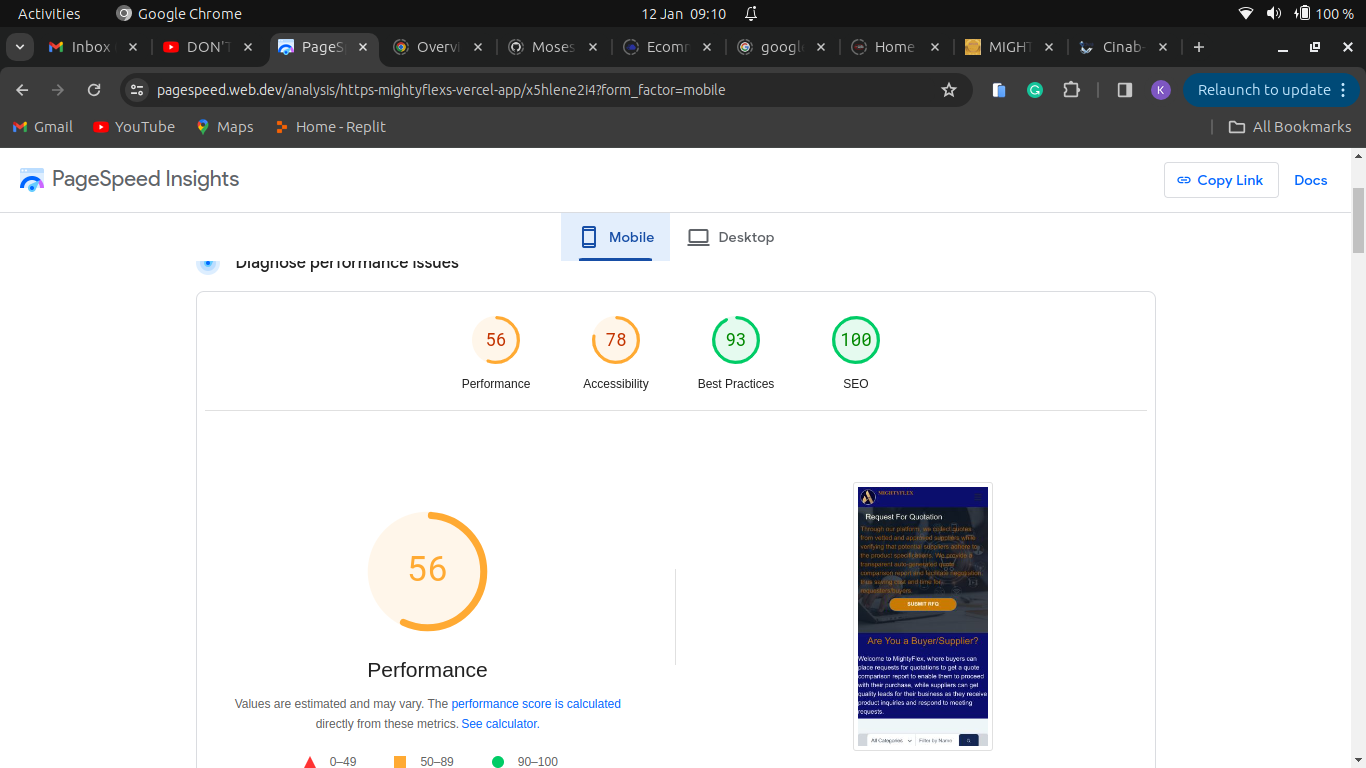 Activities
Google Chrome
12 Jan 09:10
100 %
Inbox
DON'T
PageSp
Overvi
Moses
Ecomm
google
Home
MIGHT
Cinab-
pagespeed.web.dev/analysis/https-mightyflexs-vercel-app/x5hlene2l4?form_factor=mobile
K
Relaunch to update
Gmail
YouTube
Maps
Home - Replit
All Bookmarks
PageSpeed Insights
Copy Link
Docs
Mobile
Desktop
Diagnose performance issues
56
78
93
100
Performance
Accessibility
Best Practices
SEO
56
Performance
Values are estimated and may vary. The performance score is calculated
directly from these metrics. See calculator.
0–49
50–89
90–100
MIGHTYFLEX
Request For Quotation
Through our platform, we collect quotes
from vetted and approved suppliers while
verifying that potential suppliers adhere to
the product specifications. We provide a
transparent auto-generated quote
comparison report and facilitate negotiation
thus saving cost and time for
requesters/buyers.
SUBMIT RFQ
Are You a Buyer/Supplier?
Welcome to MightyFlex, where buyers can
place requests for quotations to get a quote
comparison report to enable them to proceed
with their purchase, while suppliers can get
quality leads for their business as they receive
product inquiries and respond to meeting
requests.
All Categories
Filter by Name